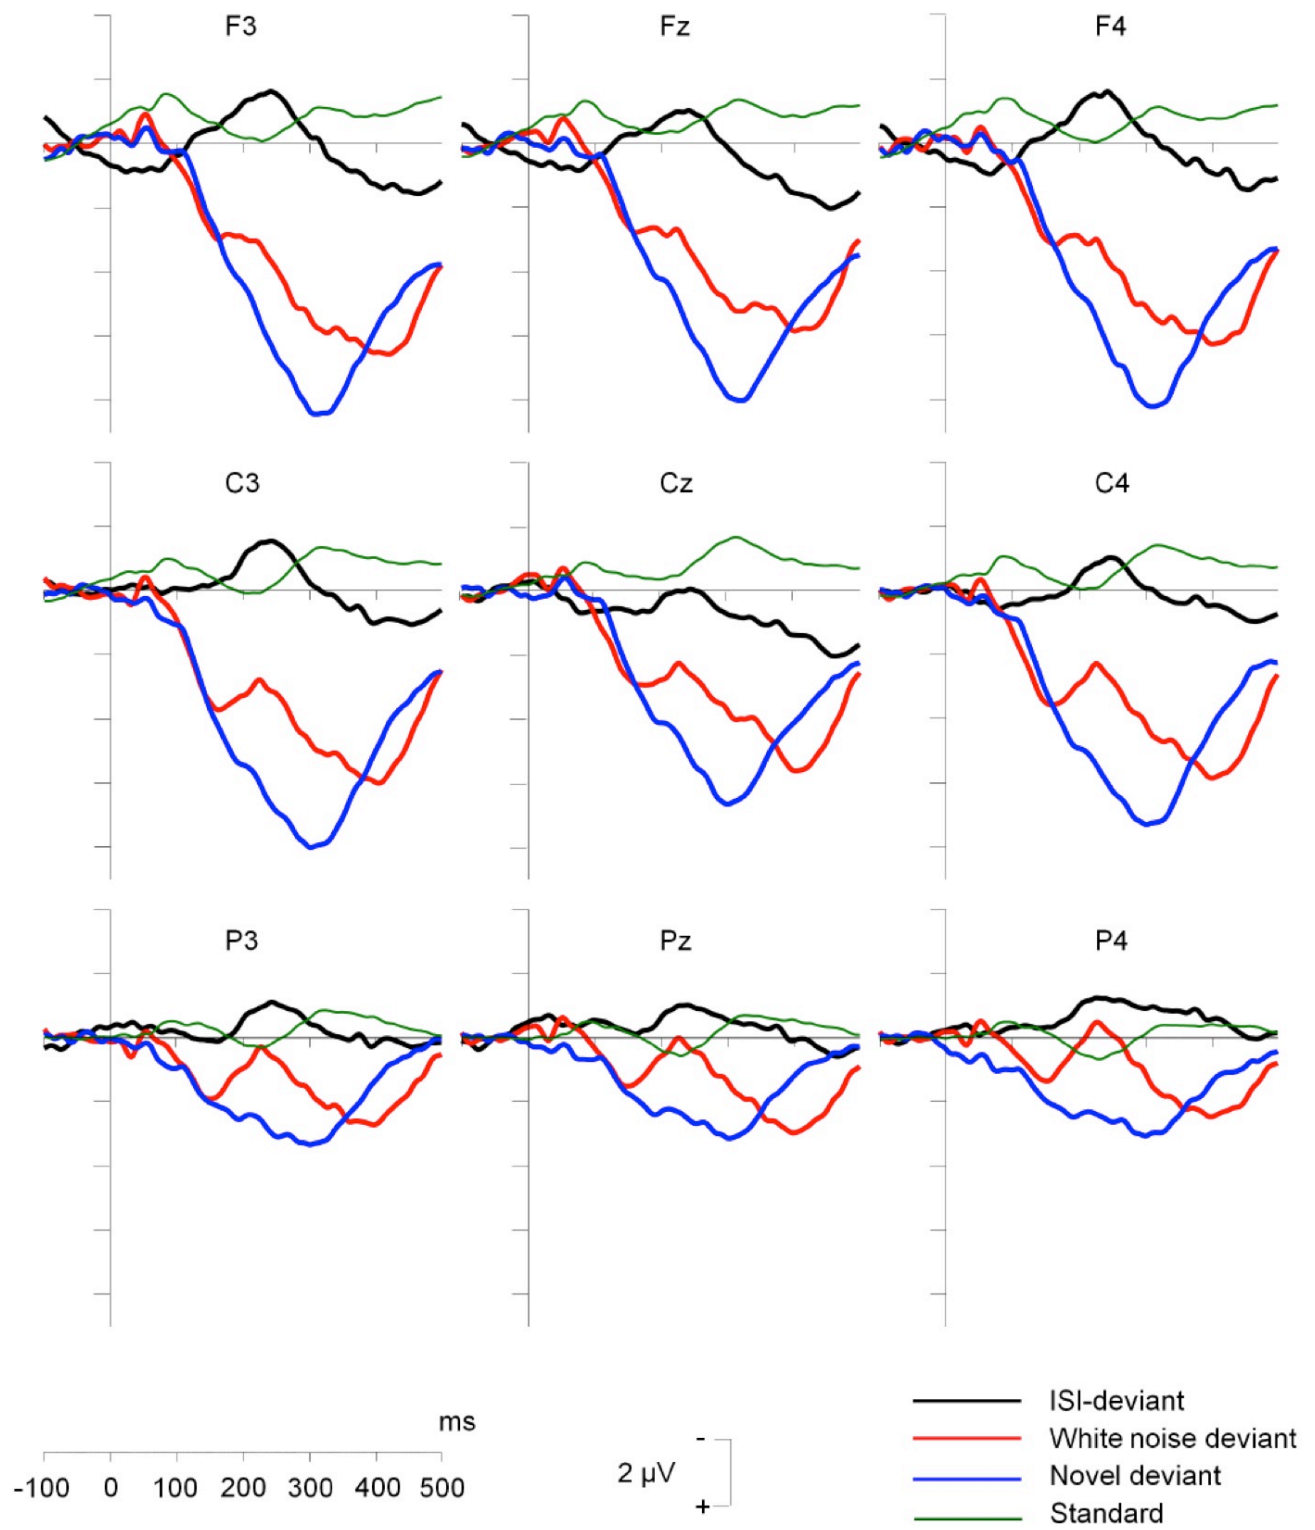 F3 Fz F4
C3 Cz C4
P3 Pz P4
ms
-100 0 100 200 300 400 500
-
2 µV
+
ISI-deviant
White noise deviant
Novel deviant
Standard